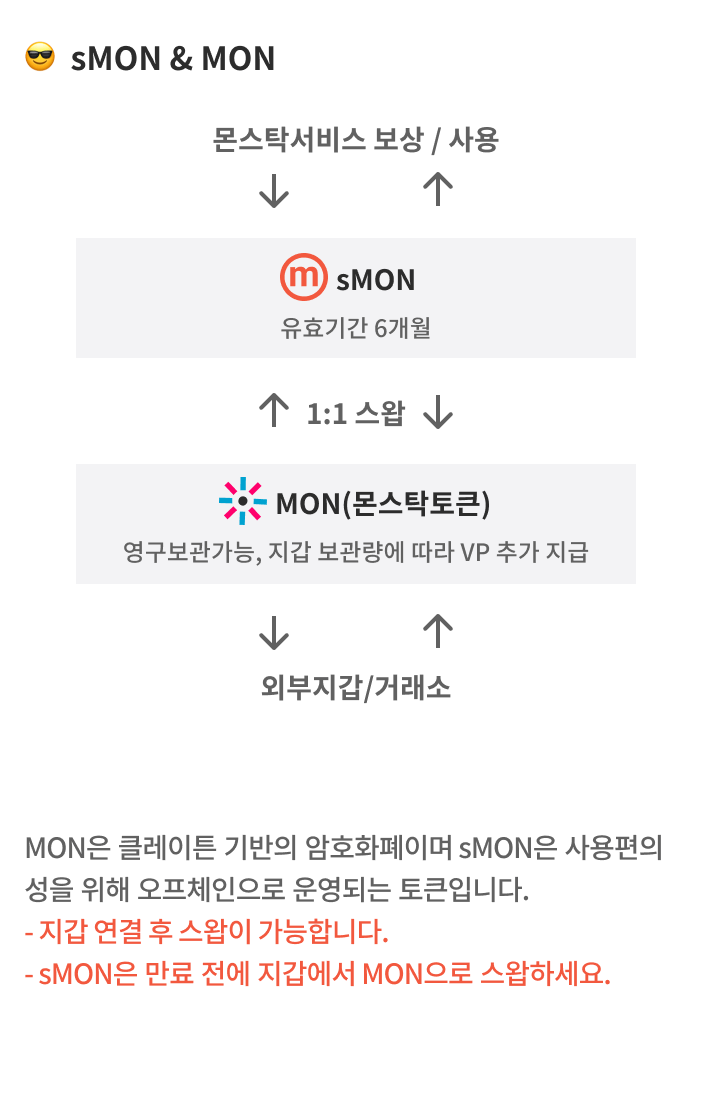 😎 sMON & MON
몬스탁서비스 보상 / 사용
↓ ↑
m sMON
유효기간 6개월
↑ 1:1 스왑 ↓
MON(몬스탁토큰)
영구보관가능, 지갑 보관량에 따라 VP 추가 지급
↓ ↑
외부지갑/거래소
MON은 클레이튼 기반의 암호화폐이며 sMON은 사용편의
성을 위해 오프체인으로 운영되는 토큰입니다.
- 지갑 연결 후 스왑이 가능합니다.
- sMON은 만료 전에 지갑에서 MON으로 스왑하세요.